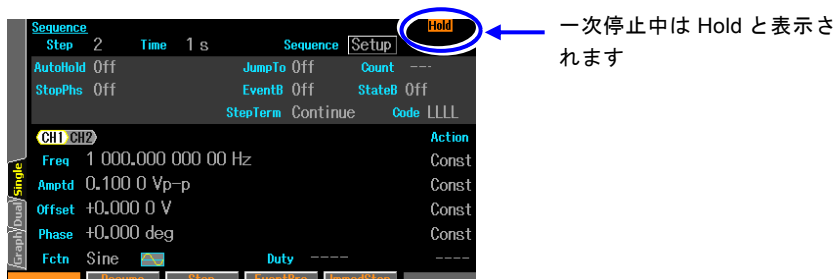 Sequence
Hold
一次停止中は Hold と表示さ
れます
Step 2 Time 1 s Sequence Setup
AutoHold Off JumpTo Off Count ---
StopPhs Off EventB Off StateB Off
StepTerm Continue Code LLLL
CH1 CH2 Action
Freq 1 000.000 000 00 Hz Const
Amptd 0.100 0 Vp-p Const
Offset +0.000 0 V Const
Phase +0.000 deg Const
Fctn Sine Duty ---- ----
Single
Dual
Graph
Resume Stop EventBra ImmedStop